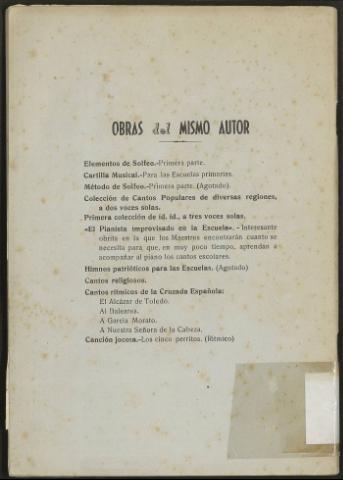 OBRAS del MISMO AUTOR
Elementos de Solfeo.-Primera parte.
Cartilla Musical.-Para las Escuelas primarias.
Método de Solfeo.-Primera parte. (Agotado).
Colección de Cantos Populares de diversas regiones,
a dos voces solas.
Primera colección de id. id., a tres voces solas.
«El Pianista improvisado en la Escuela». - Interesante
obrita en la que los Maestros encontrarán cuanto se
necesita para que, en muy poco tiempo, aprendan a
acompañar al piano los cantos escolares.
Himnos patrióticos para las Escuelas. (Agotado)
Cantos religiosos.
Cantos rítmicos de la Cruzada Española:
El Alcázar de Toledo.
Al Baleares.
A García Morato.
A Nuestra Señora de la Cabeza.
Canción jocosa.-Los cinco perritos. (Rítmico)